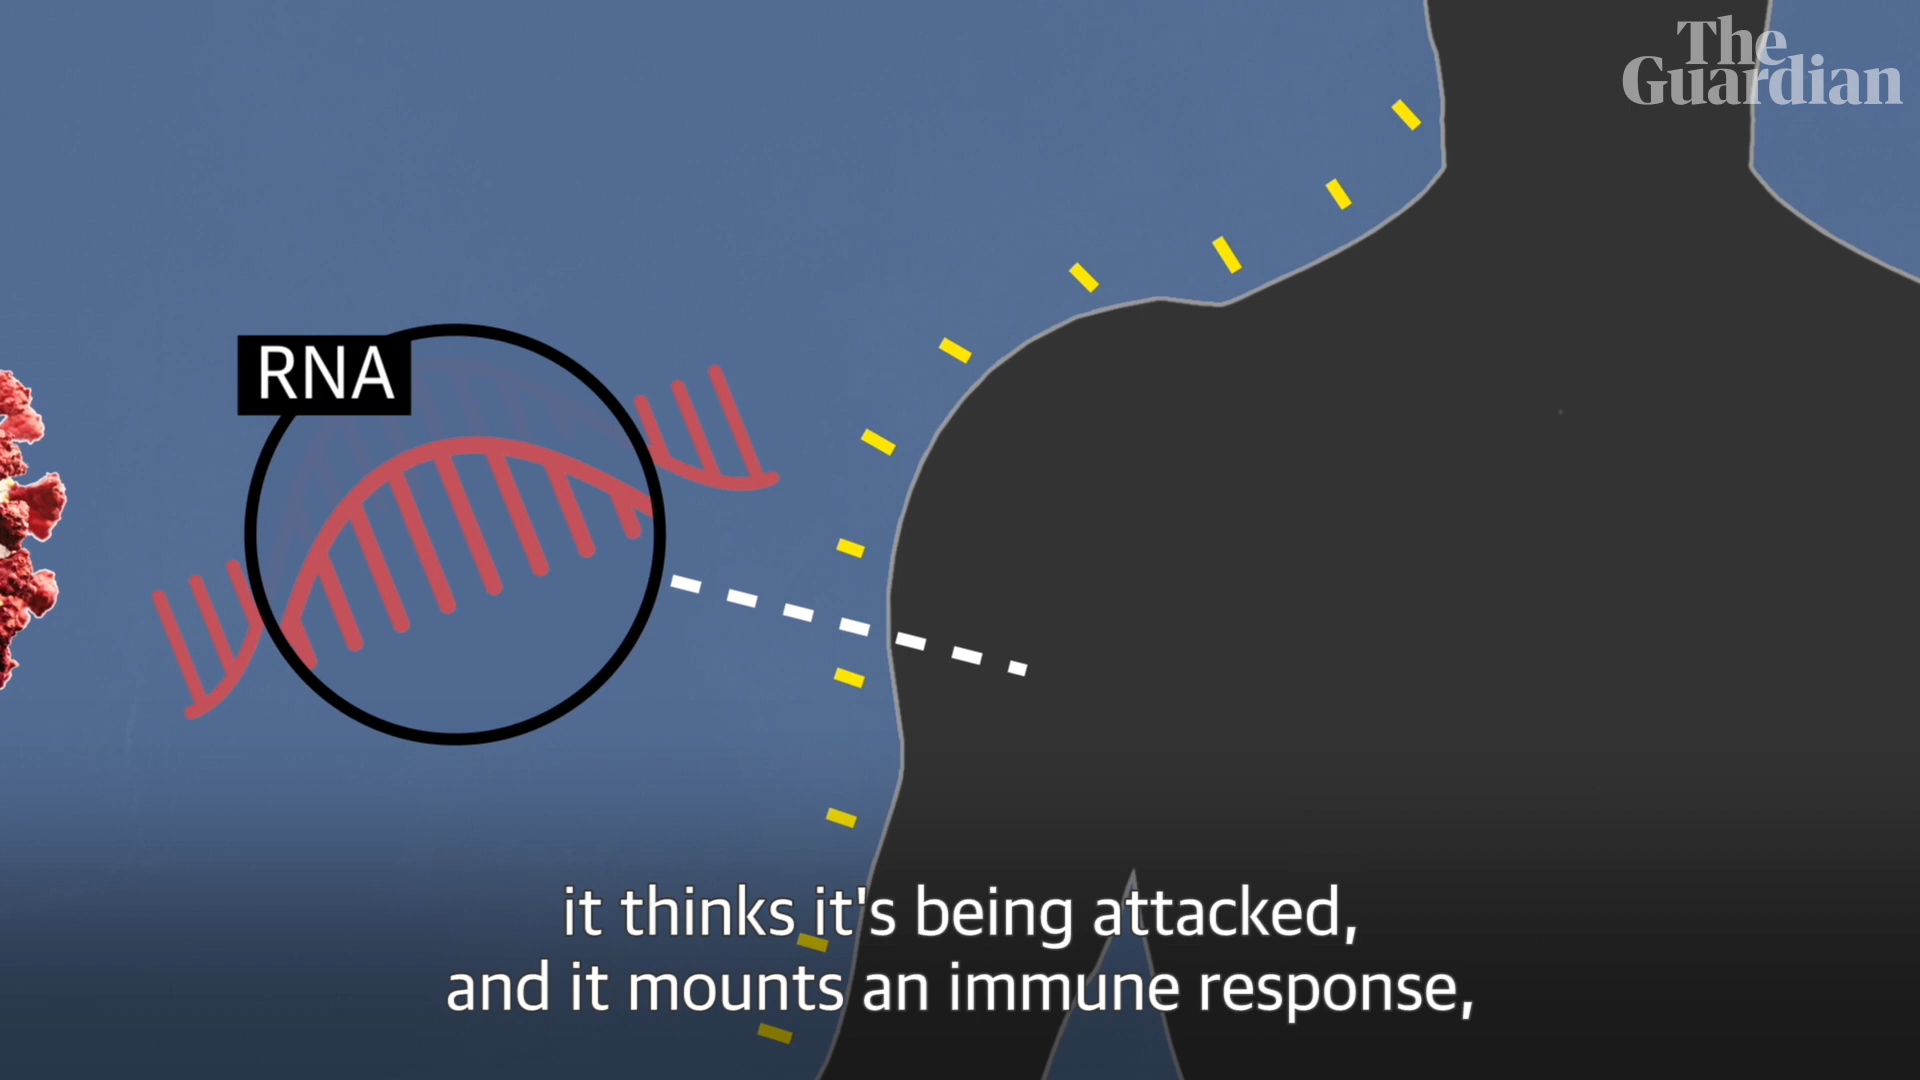 The
Guardian
RNA
it thinks it's being attacked,
and it mounts an immune response,